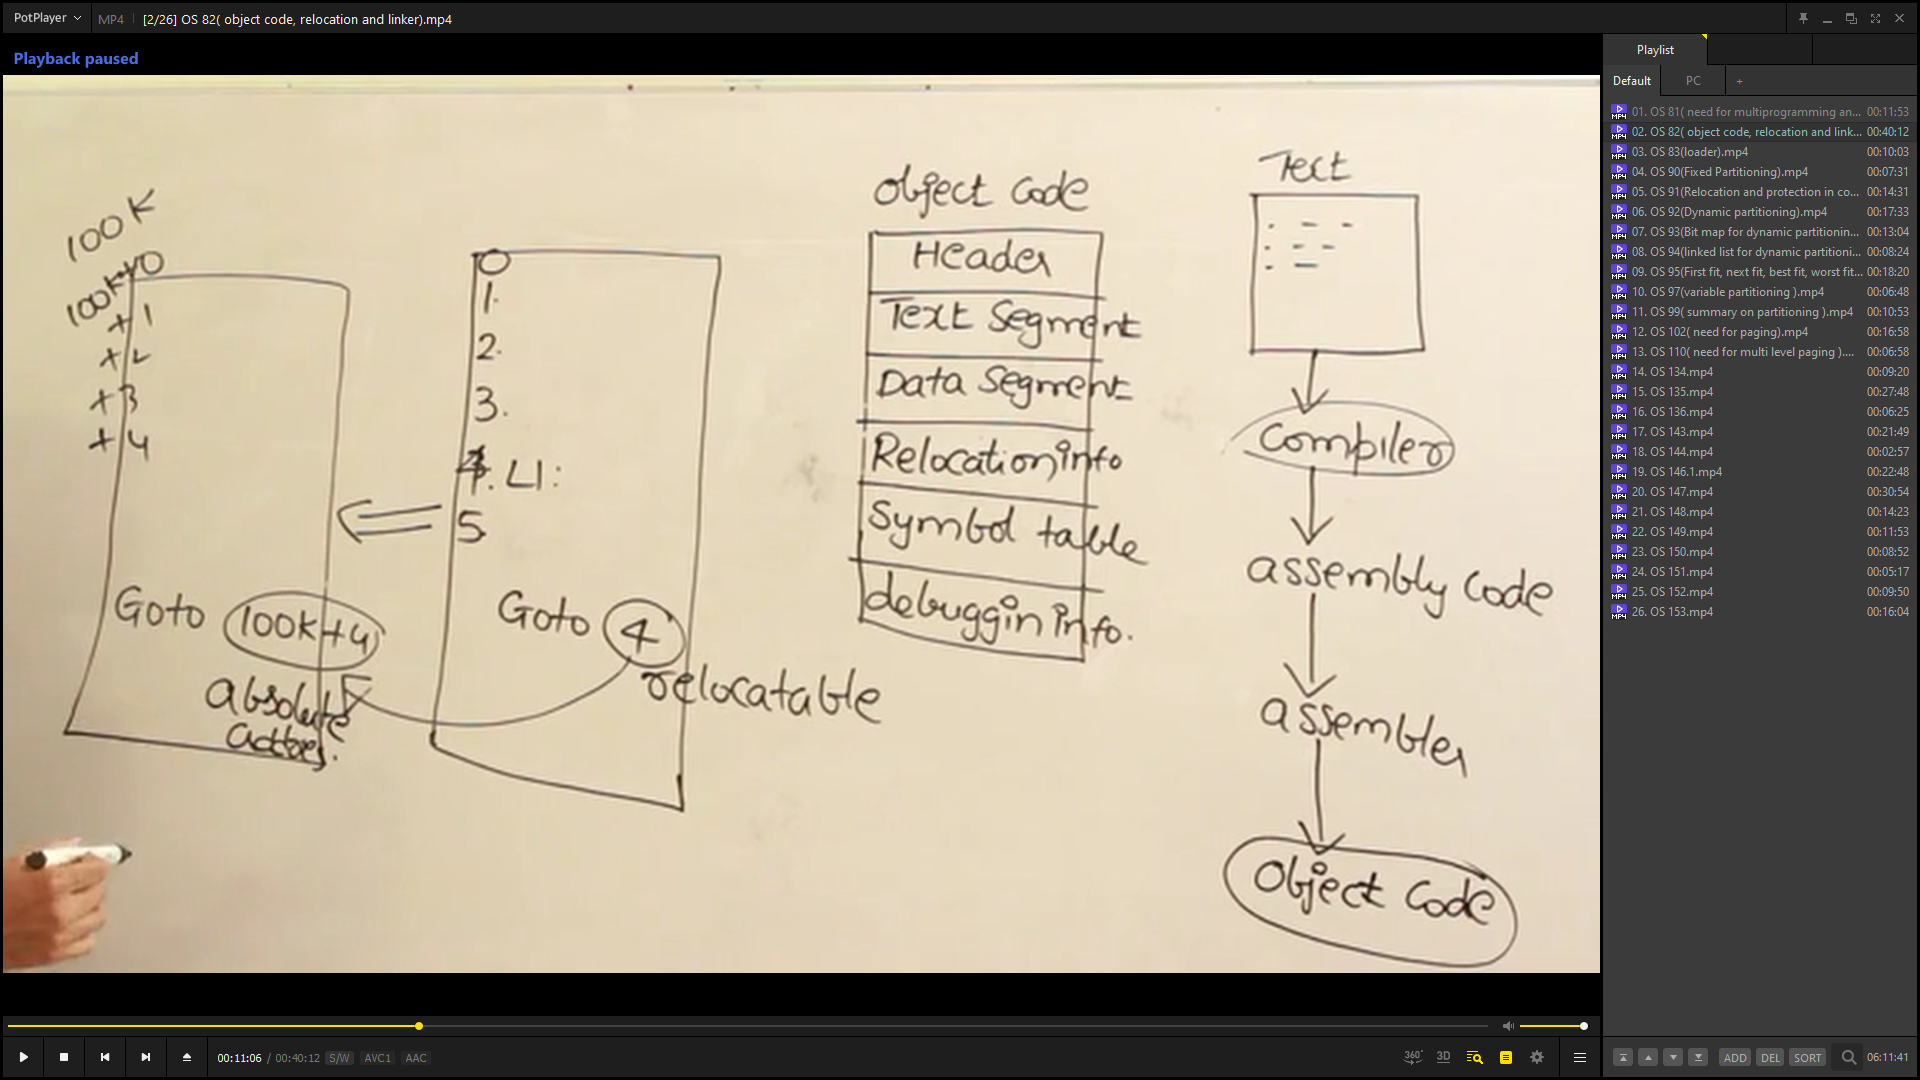 PotPlayer
MP4
[2/26] OS 82( object code, relocation and linker).mp4
Playback paused
100K
100K+0
+1
+2
+3
+4
Goto 100K+4
absolute
0
1.
2.
3.
4. L1:
5
Goto 4
relocatable
Object Code
Header
Text Segment
Data Segment
Relocation info
Symbol table
debuggin info.
Text
Compiler
assembly code
assembler
Object Code
00:11:06 / 00:40:12 S/W AVC1 AAC
360°
3D
Playlist
Default
PC
+
01. OS 81( need for multiprogramming an... 00:11:53
02. OS 82( object code, relocation and link... 00:40:12
03. OS 83(loader).mp4 00:10:03
04. OS 90(Fixed Partitioning).mp4 00:07:31
05. OS 91(Relocation and protection in co... 00:14:31
06. OS 92(Dynamic partitioning).mp4 00:17:33
07. OS 93(Bit map for dynamic partitionin... 00:13:04
08. OS 94(linked list for dynamic partitioni... 00:08:24
09. OS 95(First fit, next fit, best fit, worst fit... 00:18:20
10. OS 97(variable partitioning ).mp4 00:06:48
11. OS 99( summary on partitioning ).mp4 00:10:53
12. OS 102( need for paging).mp4 00:16:58
13. OS 110( need for multi level paging ).... 00:06:58
14. OS 134.mp4 00:09:20
15. OS 135.mp4 00:27:48
16. OS 136.mp4 00:06:25
17. OS 143.mp4 00:21:49
18. OS 144.mp4 00:02:57
19. OS 146.1.mp4 00:22:48
20. OS 147.mp4 00:30:54
21. OS 148.mp4 00:14:23
22. OS 149.mp4 00:11:53
23. OS 150.mp4 00:08:52
24. OS 151.mp4 00:05:17
25. OS 152.mp4 00:09:50
26. OS 153.mp4 00:16:04
ADD DEL SORT 06:11:41